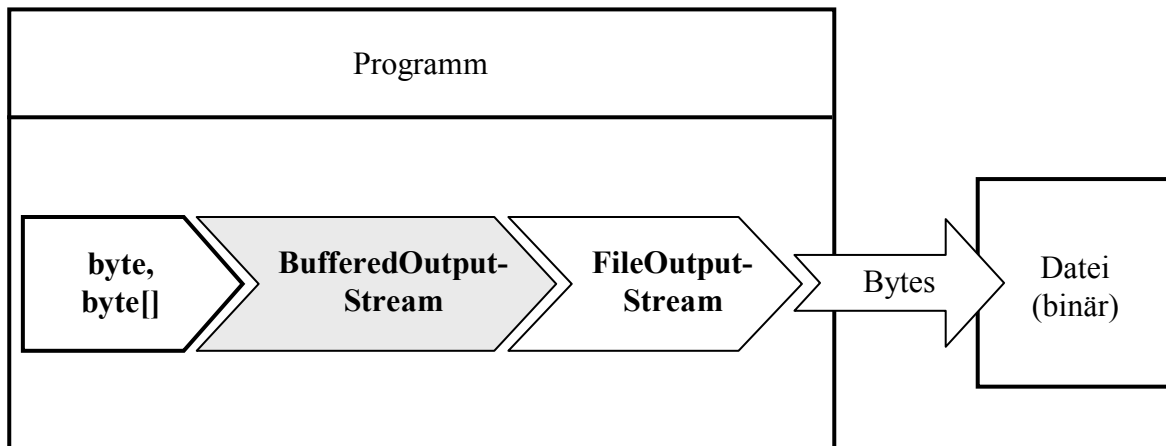 Programm
byte,
byte[]
BufferedOutput-
Stream
FileOutput-
Stream
Bytes
Datei
(binär)